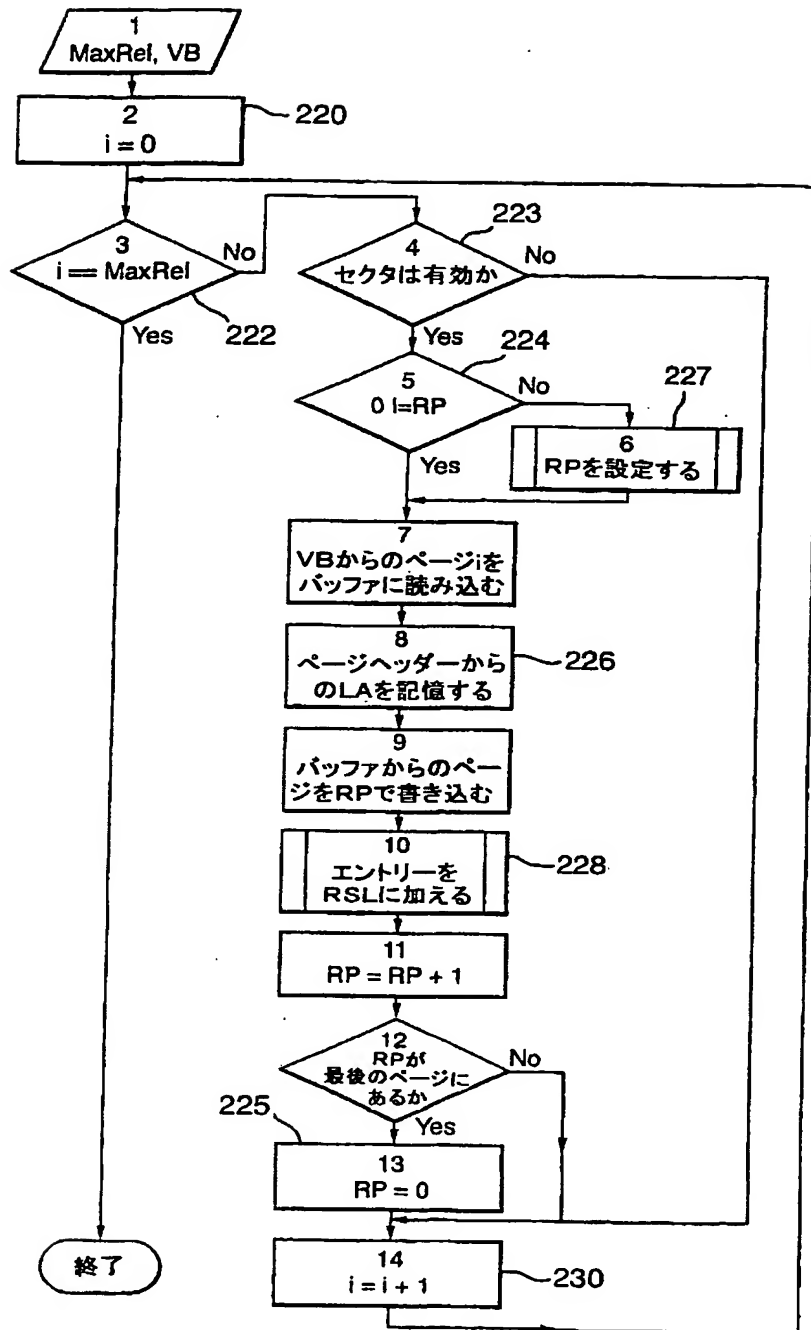 1
MaxRel, VB
2
i = 0
220
3
i == MaxRel
No
Yes
222
223
4
セクタは有効か
No
Yes
224
5
0 !=RP
No
Yes
227
6
RPを設定する
7
VBからのページiを
バッファに読み込む
8
ページヘッダーから
のLAを記憶する
226
9
バッファからのペー
ジをRPで書き込む
10
エントリーを
RSLに加える
228
11
RP = RP + 1
12
RPが
最後のページに
あるか
No
Yes
225
13
RP = 0
終了
14
i = i + 1
230